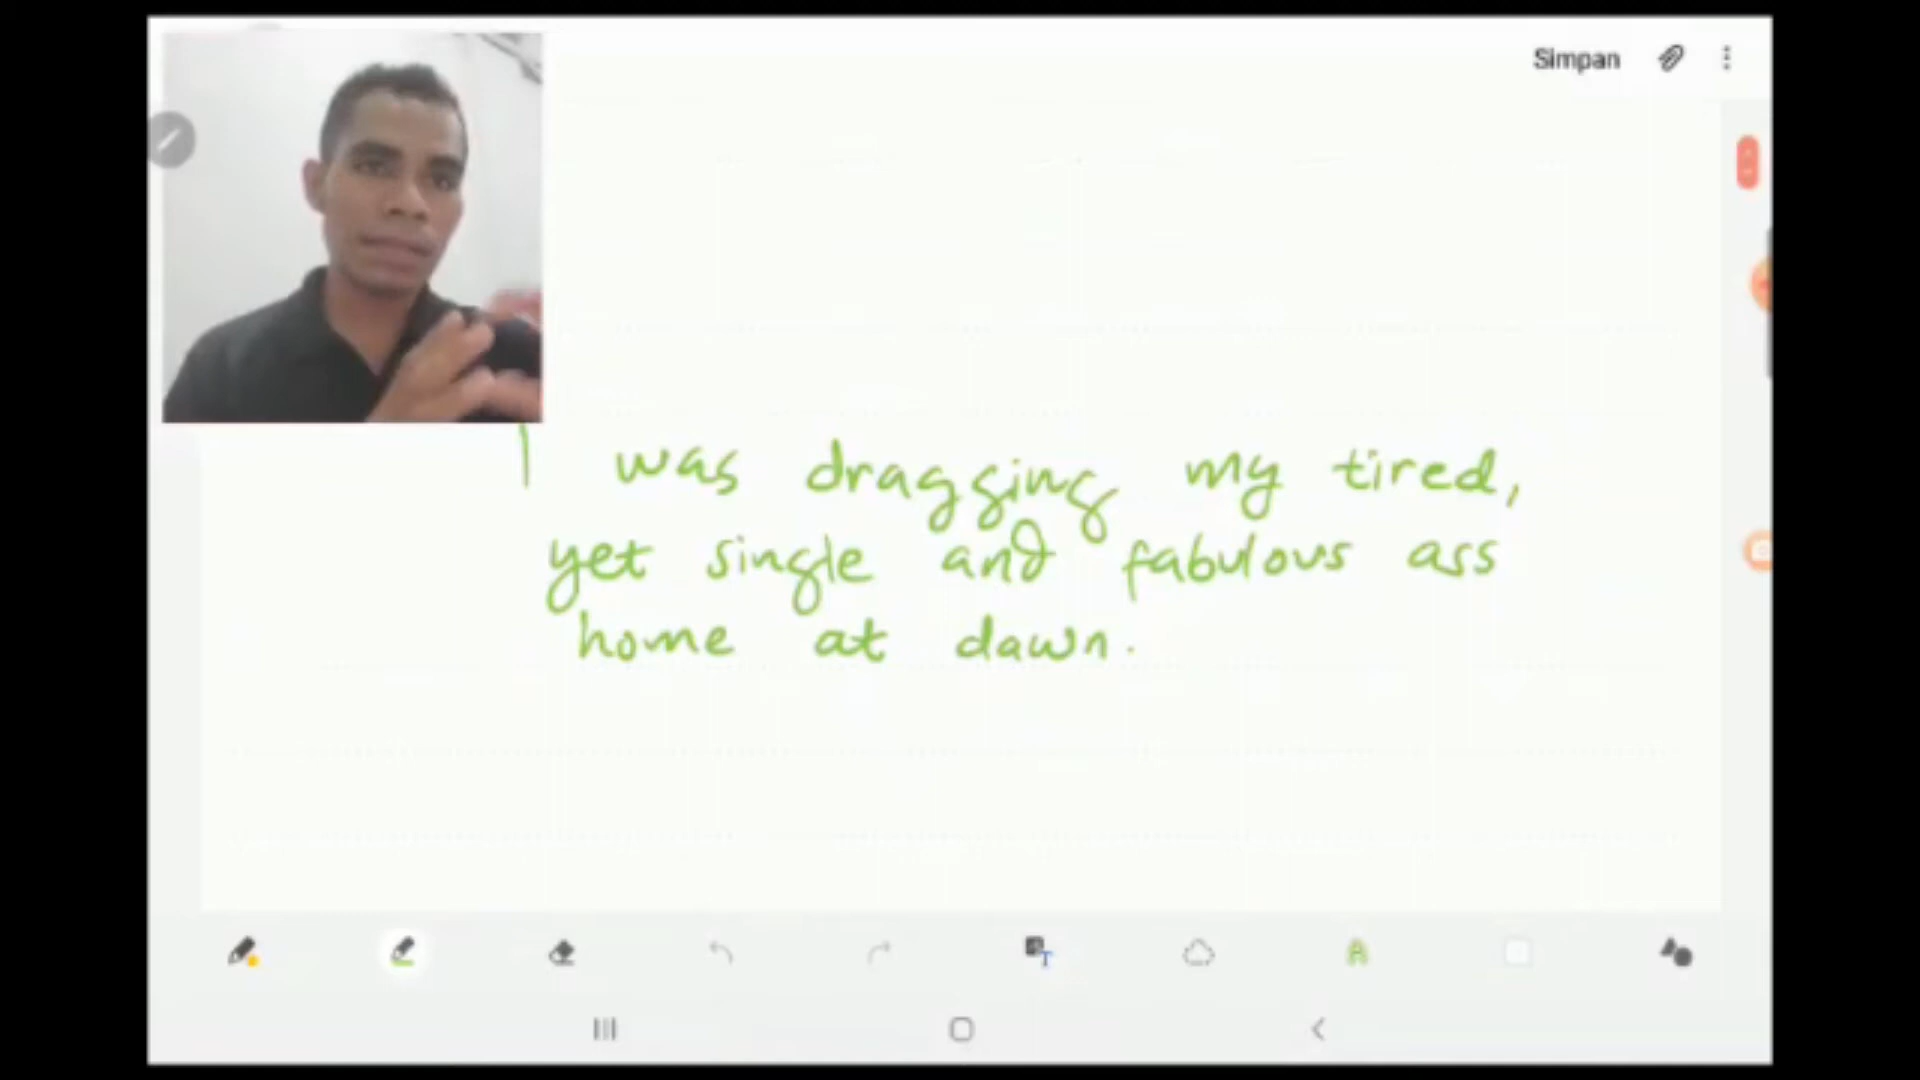 Simpan
I was dragging my tired,
yet single and fabulous ass
home at dawn.